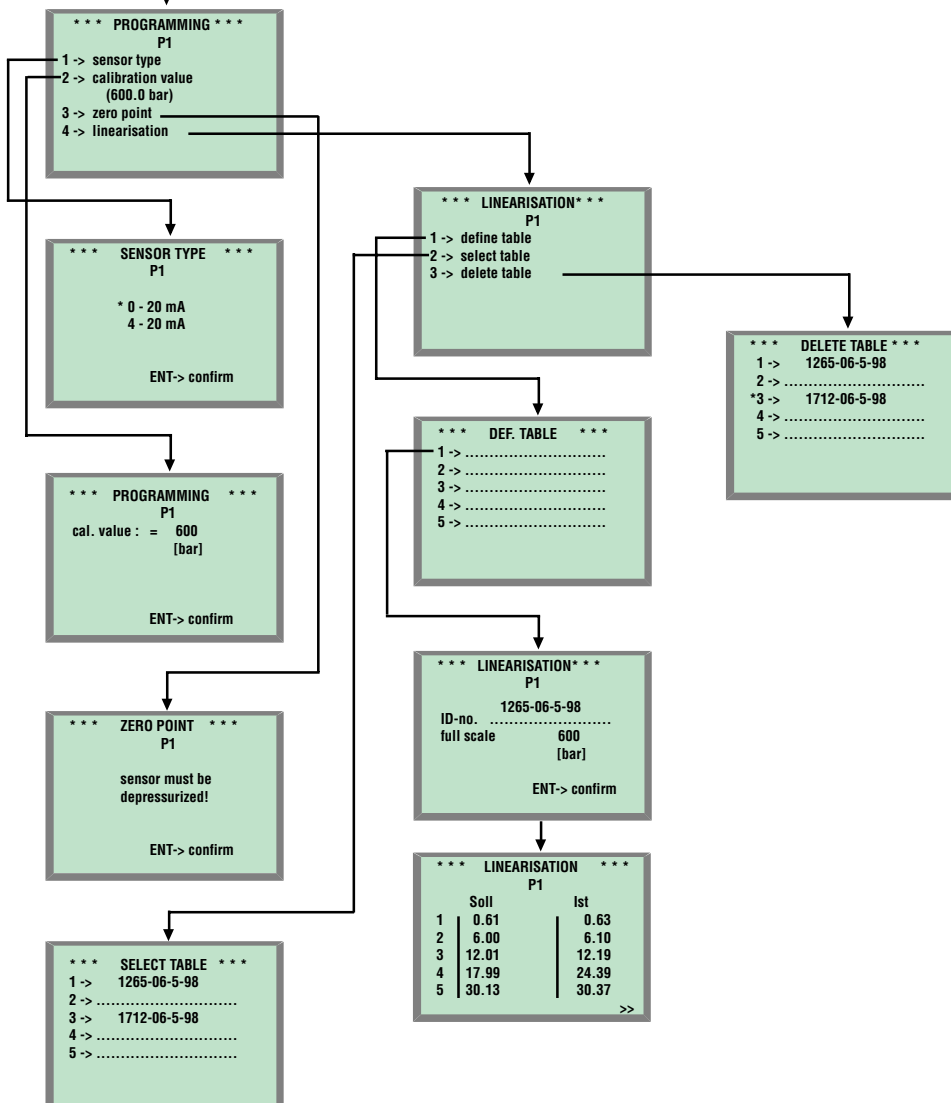 * * * PROGRAMMING * * *
P1
1 -> sensor type
2 -> calibration value
(600.0 bar)
3 -> zero point
4 -> linearisation
* * * SENSOR TYPE * * *
P1
* 0 - 20 mA
4 - 20 mA
ENT-> confirm
* * * PROGRAMMING * * *
P1
cal. value : = 600
[bar]
ENT-> confirm
* * * ZERO POINT * * *
P1
sensor must be
depressurized!
ENT-> confirm
* * * SELECT TABLE * * *
1 -> 1265-06-5-98
2 -> ............................
3 -> 1712-06-5-98
4 -> ............................
5 -> ............................
* * * LINEARISATION* * *
P1
1 -> define table
2 -> select table
3 -> delete table
* * * DEF. TABLE * * *
1 -> ............................
2 -> ............................
3 -> ............................
4 -> ............................
5 -> ............................
* * * LINEARISATION* * *
P1
1265-06-5-98
ID-no. ........................
full scale 600
[bar]
ENT-> confirm
* * * LINEARISATION * * *
P1
Soll Ist
1 0.61 0.63
2 6.00 6.10
3 12.01 12.19
4 17.99 24.39
5 30.13 30.37
>>
* * * DELETE TABLE * * *
1 -> 1265-06-5-98
2 -> ............................
*3 -> 1712-06-5-98
4 -> ............................
5 -> ............................